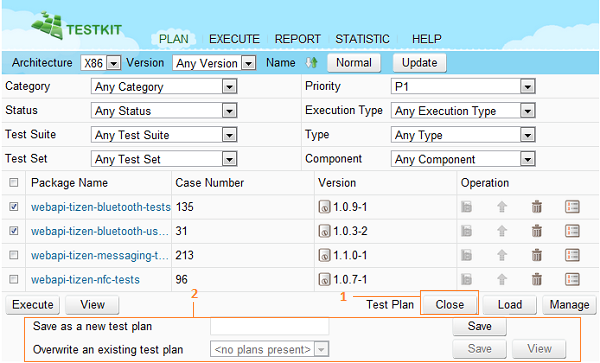 TESTKIT
PLAN EXECUTE REPORT STATISTIC HELP
Architecture X86 Version Any Version Name Normal Update
Category Any Category Priority P1
Status Any Status Execution Type Any Execution Type
Test Suite Any Test Suite Type Any Type
Test Set Any Test Set Component Any Component
Package Name Case Number Version Operation
webapi-tizen-bluetooth-tests 135 1.0.9-1
webapi-tizen-bluetooth-us... 31 1.0.3-2
webapi-tizen-messaging-t... 213 1.1.0-1
webapi-tizen-nfc-tests 96 1.0.7-1
2 1
Execute View Test Plan Close Load Manage
Save as a new test plan Save
Overwrite an existing test plan <no plans present> Save View